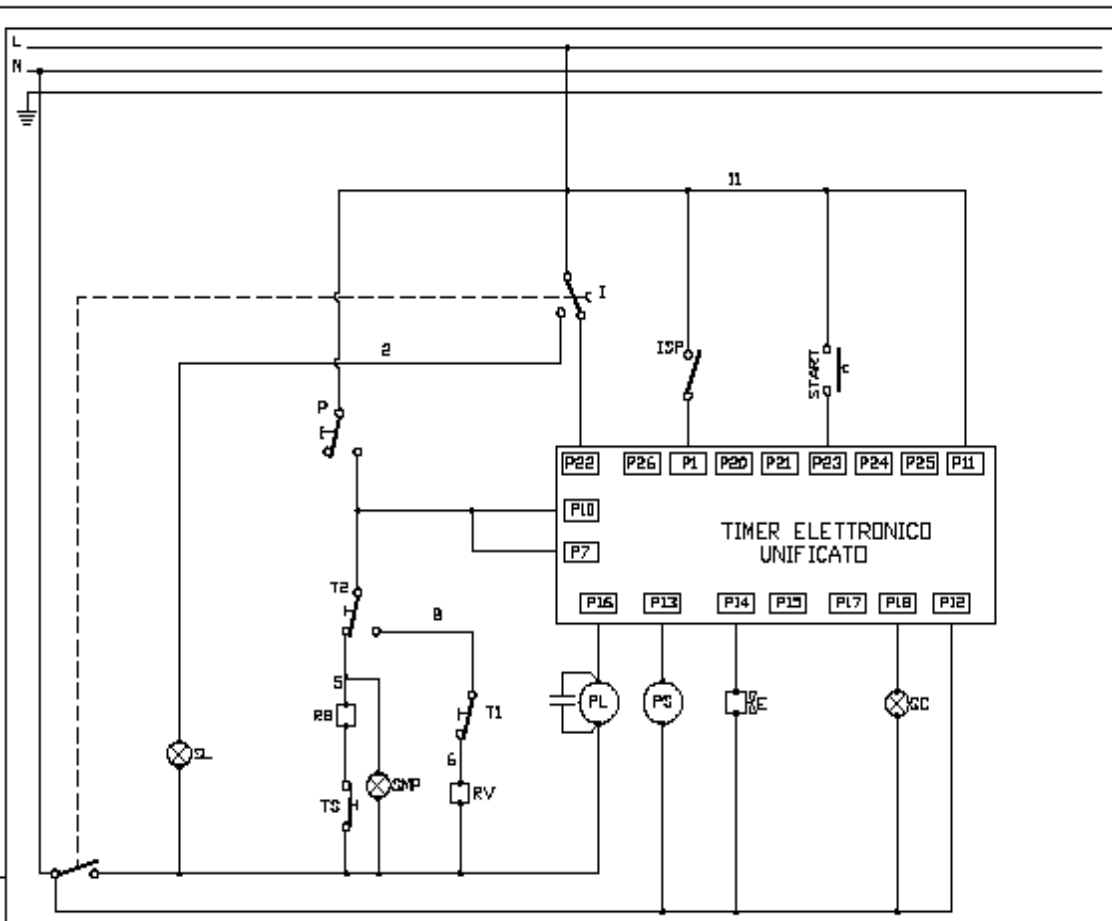 L
N
11
I
2
ISP
START
P
P22 P26 P1 P20 P21 P23 P24 P25 P11
P10
TIMER ELETTRONICO
UNIFICATO
P7
T2
P16 P13 P14 P15 P17 P18 P12
8
5
PL
PS
E
SC
RB
T1
SL
6
TS
SMP
RV